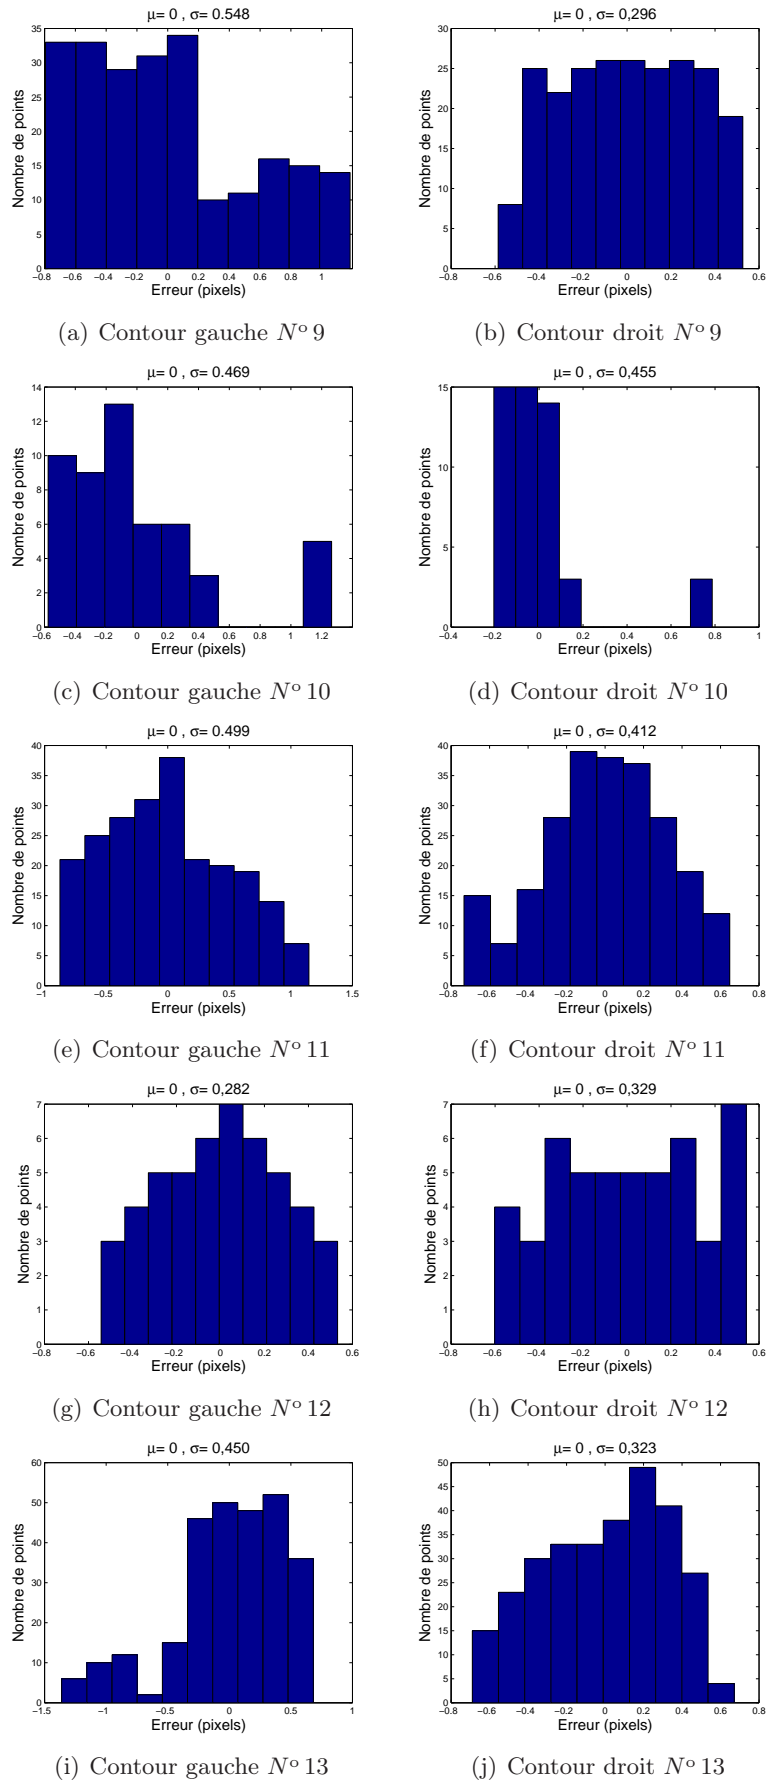 μ= 0 , σ= 0.548
Nombre de points
35
30
25
20
15
10
5
0
−0.8 −0.6 −0.4 −0.2 0 0.2 0.4 0.6 0.8 1
Erreur (pixels)
(a) Contour gauche N° 9
μ= 0 , σ= 0,296
Nombre de points
30
25
20
15
10
5
0
−0.6 −0.4 −0.2 0 0.2 0.4 0.6
Erreur (pixels)
(b) Contour droit N° 9
μ= 0 , σ= 0.469
Nombre de points
14
12
10
8
6
4
2
0
−0.6 −0.4 −0.2 0 0.2 0.4 0.6 0.8 1 1.2
Erreur (pixels)
(c) Contour gauche N° 10
μ= 0 , σ= 0,455
Nombre de points
15
10
5
0
−0.4 −0.2 0 0.2 0.4 0.6 0.8 1
Erreur (pixels)
(d) Contour droit N° 10
μ= 0 , σ= 0.499
Nombre de points
40
35
30
25
20
15
10
5
0
−1 −0.5 0 0.5 1 1.5
Erreur (pixels)
(e) Contour gauche N° 11
μ= 0 , σ= 0,412
Nombre de points
40
35
30
25
20
15
10
5
0
−0.8 −0.6 −0.4 −0.2 0 0.2 0.4 0.6 0.8
Erreur (pixels)
(f) Contour droit N° 11
μ= 0 , σ= 0,282
Nombre de points
7
6
5
4
3
2
1
0
−0.8 −0.6 −0.4 −0.2 0 0.2 0.4 0.6
Erreur (pixels)
(g) Contour gauche N° 12
μ= 0 , σ= 0,329
Nombre de points
7
6
5
4
3
2
1
0
−0.8 −0.6 −0.4 −0.2 0 0.2 0.4 0.6
Erreur (pixels)
(h) Contour droit N° 12
μ= 0 , σ= 0,450
Nombre de points
60
50
40
30
20
10
0
−1.5 −1 −0.5 0 0.5 1
Erreur (pixels)
(i) Contour gauche N° 13
μ= 0 , σ= 0,323
Nombre de points
50
45
40
35
30
25
20
15
10
5
0
−0.8 −0.6 −0.4 −0.2 0 0.2 0.4 0.6 0.8
Erreur (pixels)
(j) Contour droit N° 13